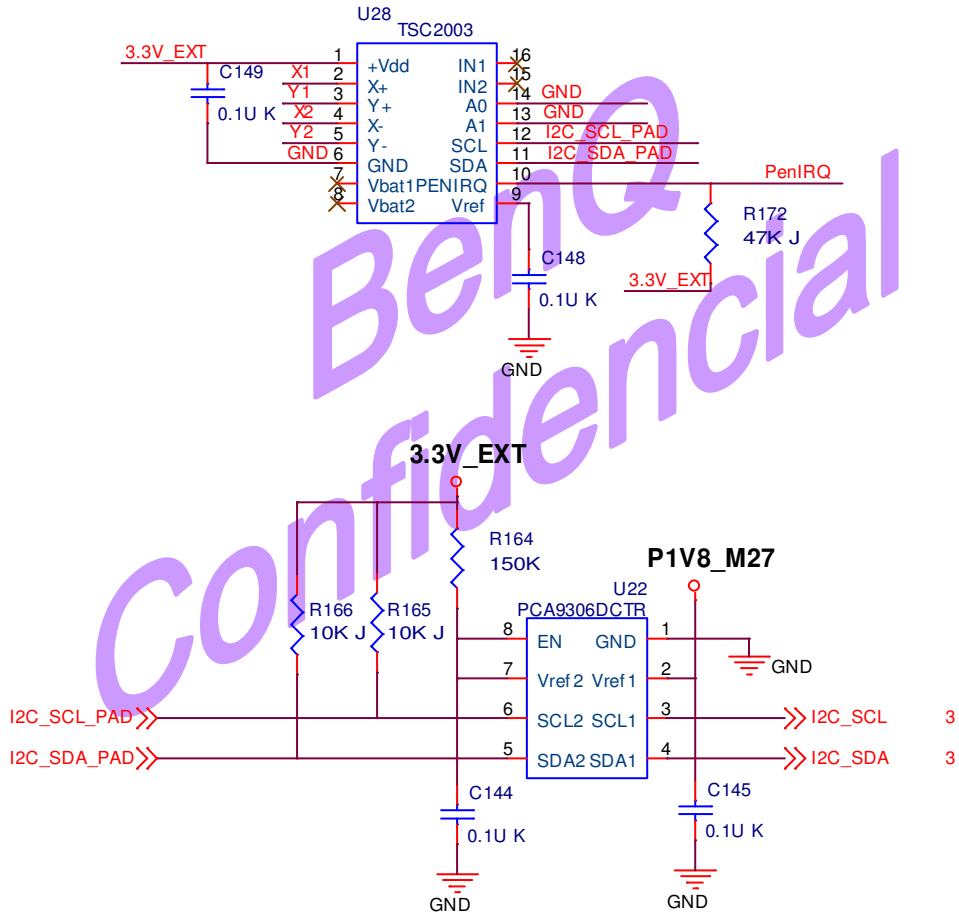 U28
TSC2003
3.3V_EXT
1
+Vdd
IN1
16
C149
X1
2
X+
IN2
15
0.1U K
Y1
3
Y+
A0
14
GND
X2
4
X-
A1
13
GND
Y2
5
Y-
SCL
12
I2C_SCL_PAD
GND
6
GND
SDA
11
I2C_SDA_PAD
7
Vbat1
PENIRQ
10
PenIRQ
8
Vbat2
Vref
9
R172
47K J
3.3V_EXT
C148
0.1U K
GND
BenQ
Confidencial
3.3V_EXT
R164
150K
P1V8_M27
R166
10K J
R165
10K J
U22
PCA9306DCTR
8
EN
GND
1
GND
7
Vref2
Vref1
2
I2C_SCL_PAD
6
SCL2
SCL1
3
I2C_SCL
3
I2C_SDA_PAD
5
SDA2
SDA1
4
I2C_SDA
3
C144
0.1U K
GND
C145
0.1U K
GND